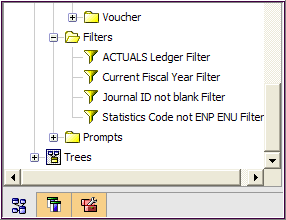 Voucher
Filters
ACTUALS Ledger Filter
Current Fiscal Year Filter
Journal ID not blank Filter
Statistics Code not ENP ENU Filter
Prompts
Trees